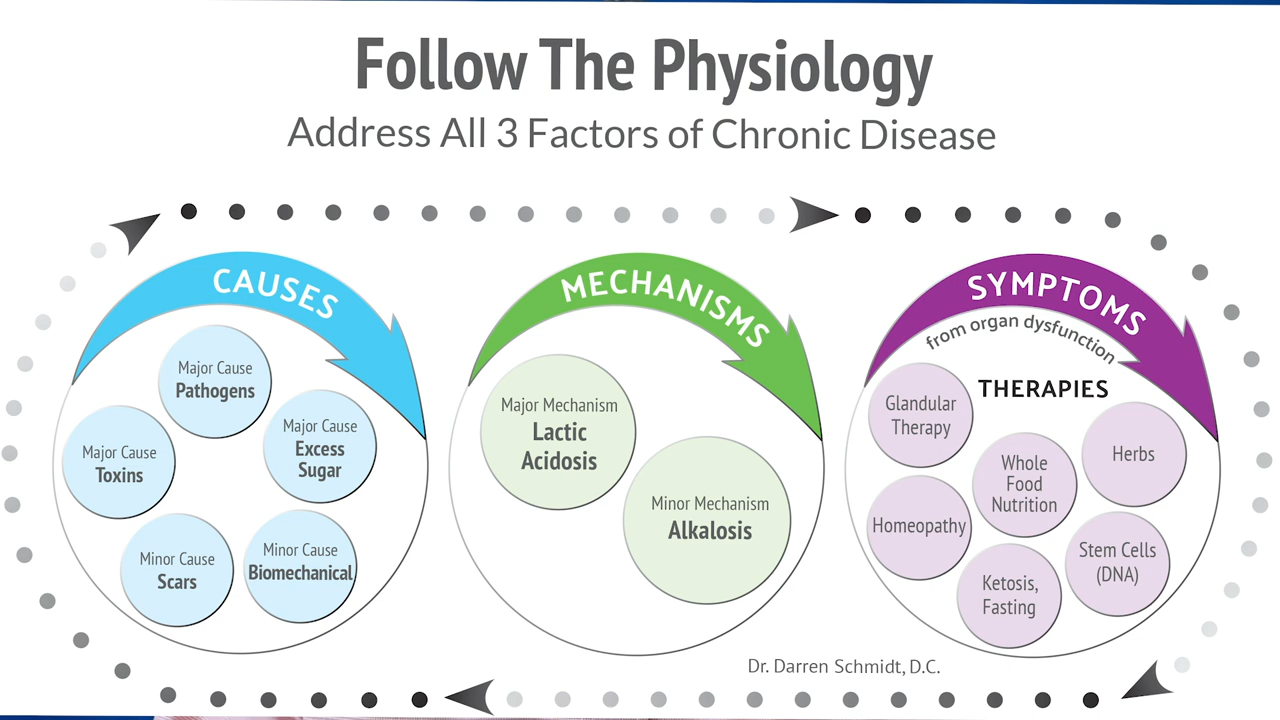 Follow The Physiology
Address All 3 Factors of Chronic Disease
CAUSES
Major Cause
Pathogens
Major Cause
Toxins
Major Cause
Excess
Sugar
Minor Cause
Scars
Minor Cause
Biomechanical
MECHANISMS
Major Mechanism
Lactic
Acidosis
Minor Mechanism
Alkalosis
SYMPTOMS
from organ dysfunction
THERAPIES
Glandular
Therapy
Whole
Food
Nutrition
Herbs
Homeopathy
Ketosis,
Fasting
Stem Cells
(DNA)
Dr. Darren Schmidt, D.C.